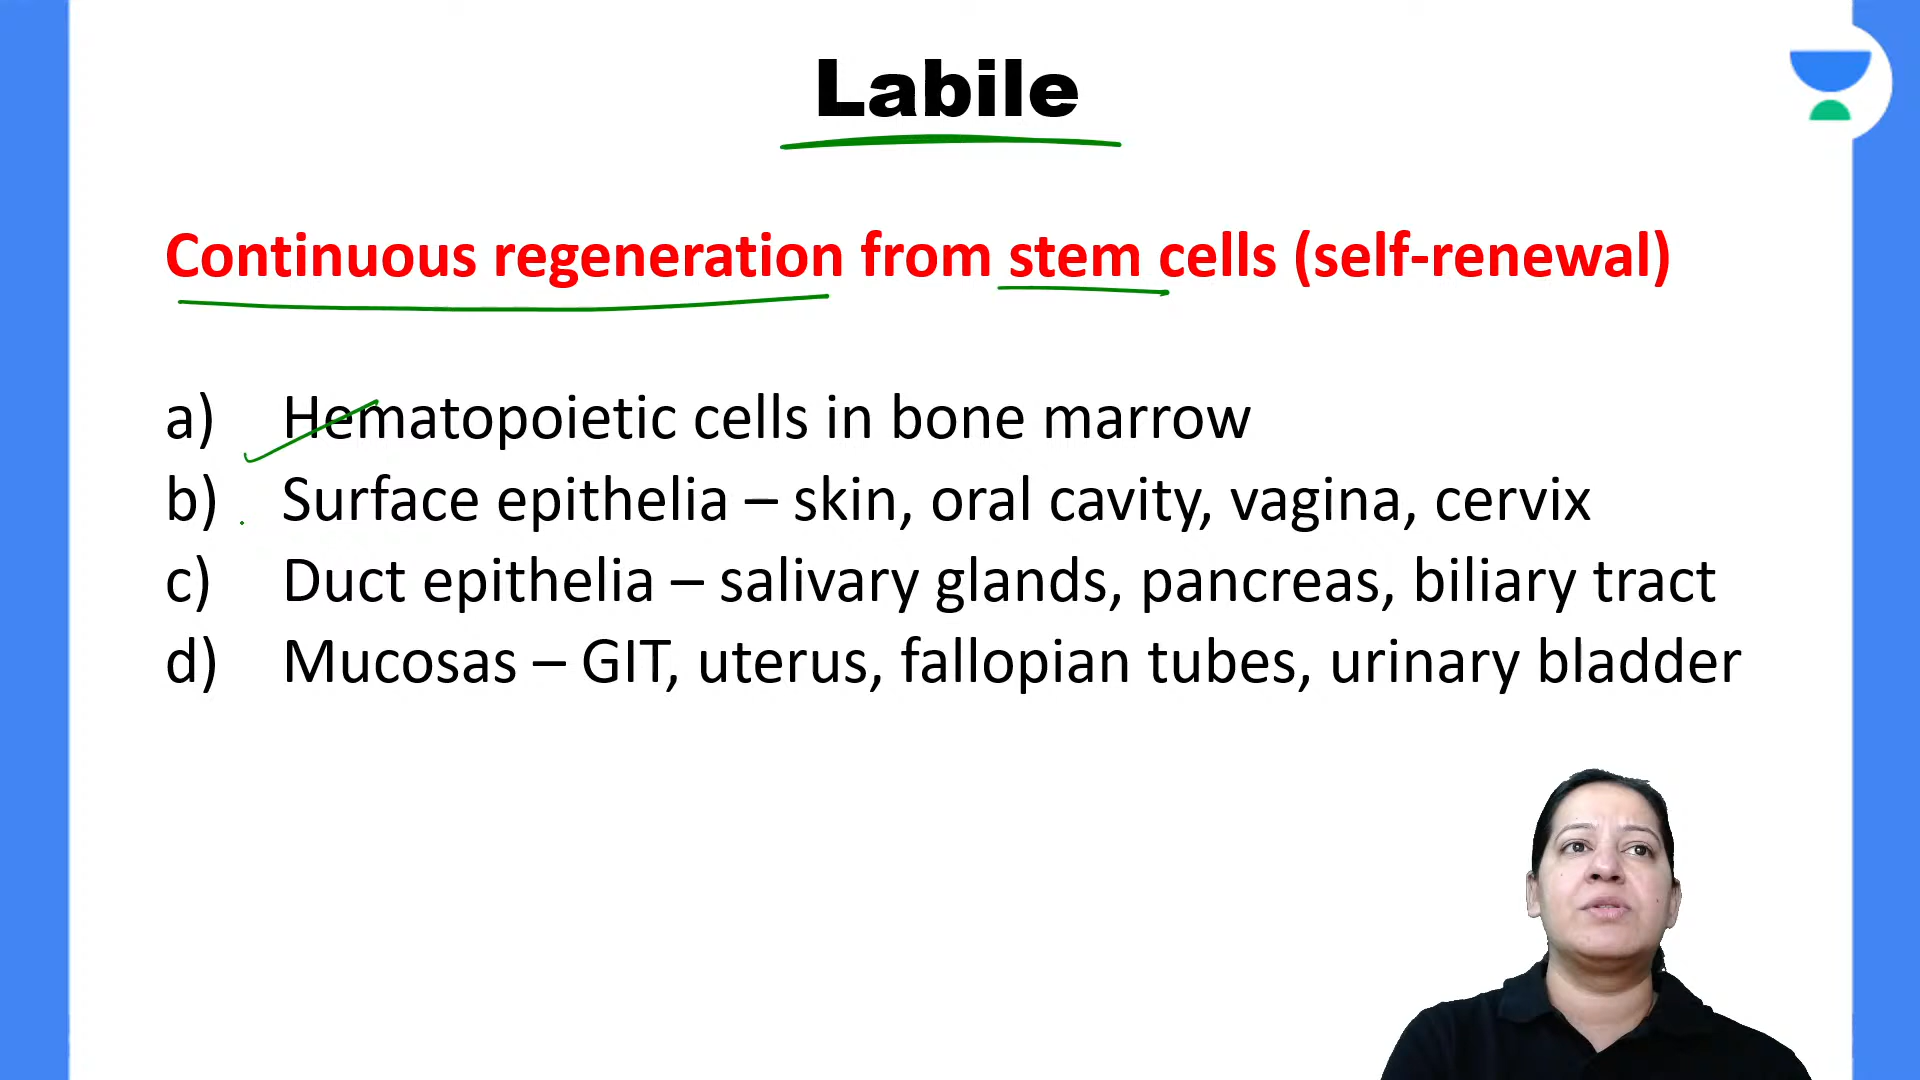 Labile
Continuous regeneration from stem cells (self-renewal)
a) Hematopoietic cells in bone marrow
b) Surface epithelia – skin, oral cavity, vagina, cervix
c) Duct epithelia – salivary glands, pancreas, biliary tract
d) Mucosas – GIT, uterus, fallopian tubes, urinary bladder